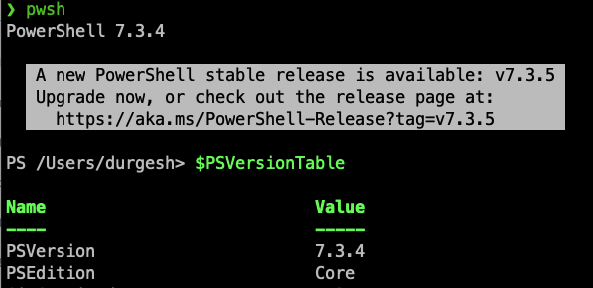 ❯ pwsh
PowerShell 7.3.4
A new PowerShell stable release is available: v7.3.5
Upgrade now, or check out the release page at:
https://aka.ms/PowerShell-Release?tag=v7.3.5
PS /Users/durgesh> $PSVersionTable
Name Value
---- -----
PSVersion 7.3.4
PSEdition Core